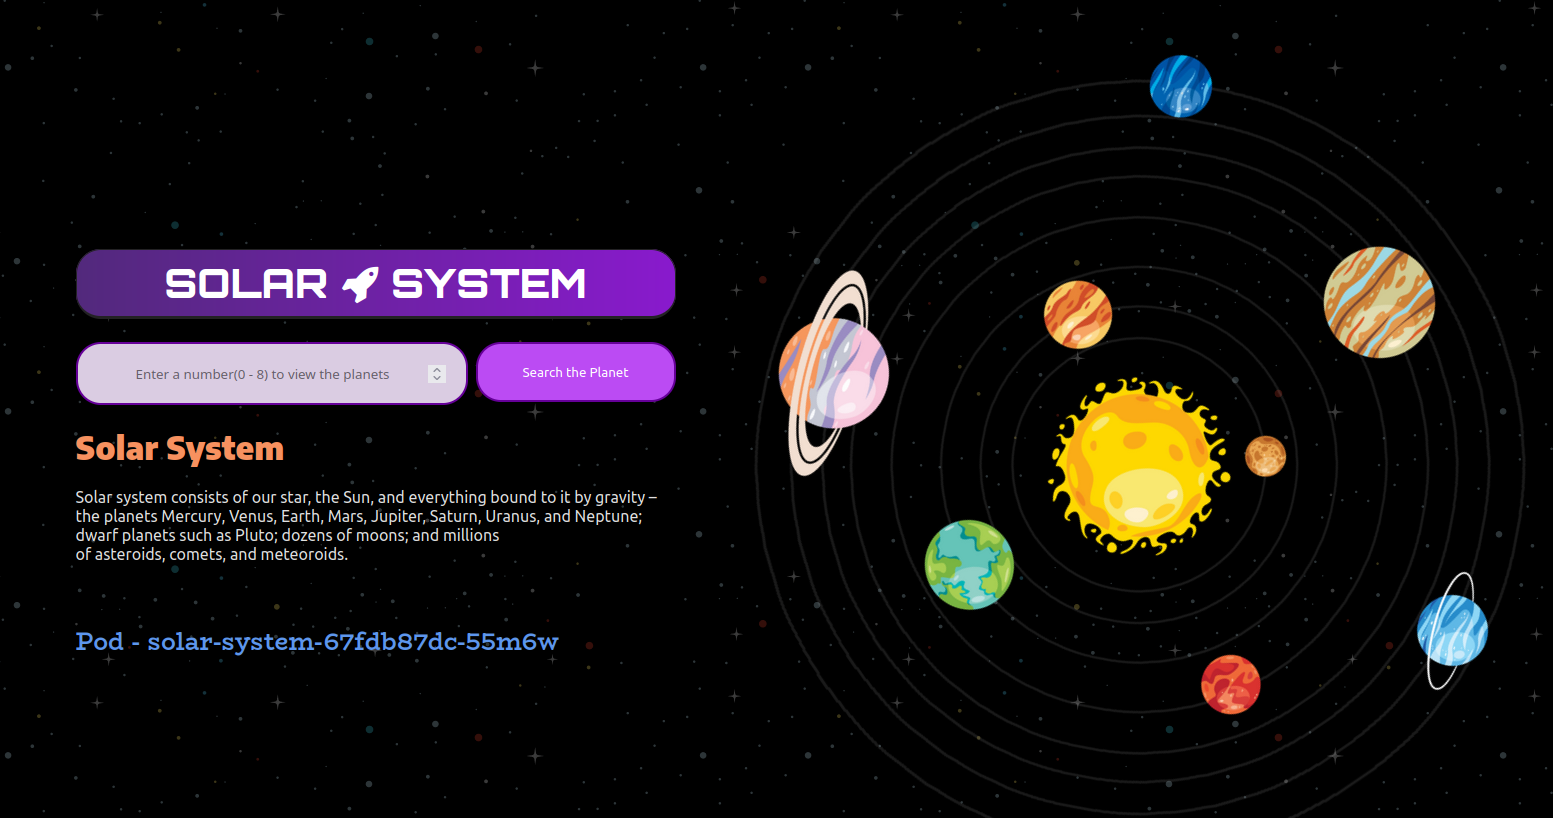 SOLAR SYSTEM
Enter a number(0 - 8) to view the planets
Search the Planet
Solar System
Solar system consists of our star, the Sun, and everything bound to it by gravity –
the planets Mercury, Venus, Earth, Mars, Jupiter, Saturn, Uranus, and Neptune;
dwarf planets such as Pluto; dozens of moons; and millions
of asteroids, comets, and meteoroids.
Pod - solar-system-67fdb87dc-55m6w